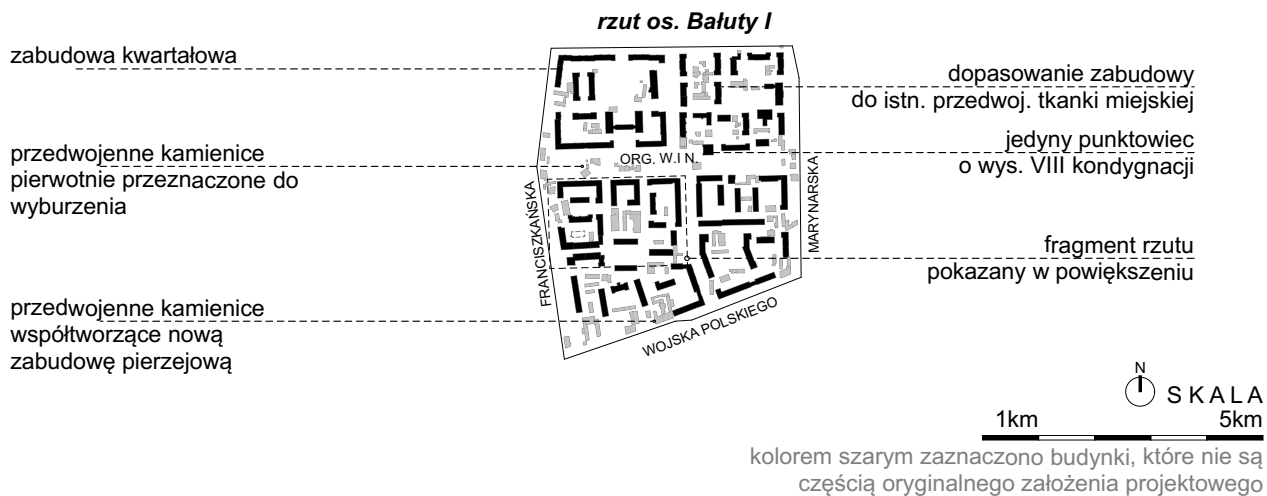 rzut os. Bałuty I
zabudowa kwartałowa
przedwojenne kamienice
pierwotnie przeznaczone do
wyburzenia
przedwojenne kamienice
współtworzące nową
zabudowę pierzejową
ORG. W.I N.
FRANCISZKAŃSKA
MARYNARSKA
WOJSKA POLSKIEGO
dopasowanie zabudowy
do istn. przedwoj. tkanki miejskiej
jedyny punktowiec
o wys. VIII kondygnacji
fragment rzutu
pokazany w powiększeniu
N
SKALA
1km 5km
kolorem szarym zaznaczono budynki, które nie są
częścią oryginalnego założenia projektowego